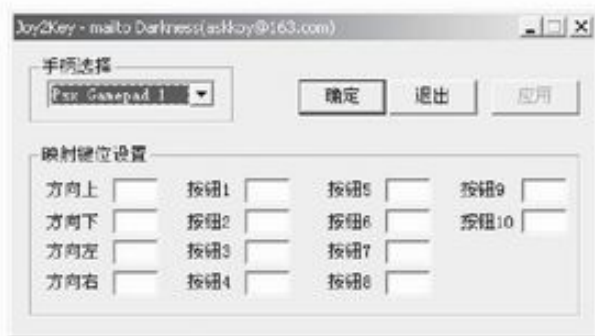 Joy2Key - mailto Darkness(askkoy@163.com)
手柄选择
Psx Gamepad 1 确定 退出 应用
映射键位设置
方向上 按钮1 按钮5 按钮9
方向下 按钮2 按钮6 按钮10
方向左 按钮3 按钮7
方向右 按钮4 按钮8